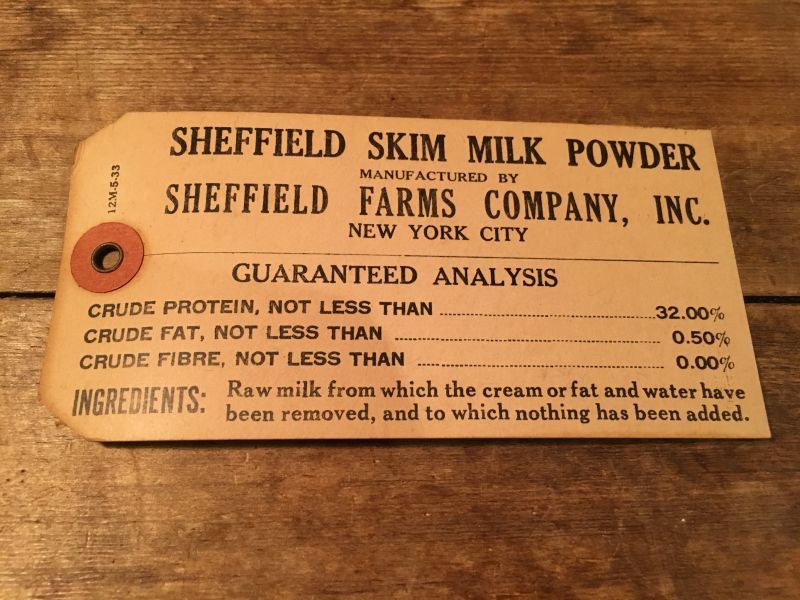 SHEFFIELD SKIM MILK POWDER
MANUFACTURED BY
SHEFFIELD FARMS COMPANY, INC.
NEW YORK CITY
12M-5-33
GUARANTEED ANALYSIS
CRUDE PROTEIN, NOT LESS THAN ........ 32.00%
CRUDE FAT, NOT LESS THAN ........ 0.50%
CRUDE FIBRE, NOT LESS THAN ........ 0.00%
INGREDIENTS: Raw milk from which the cream or fat and water have
been removed, and to which nothing has been added.